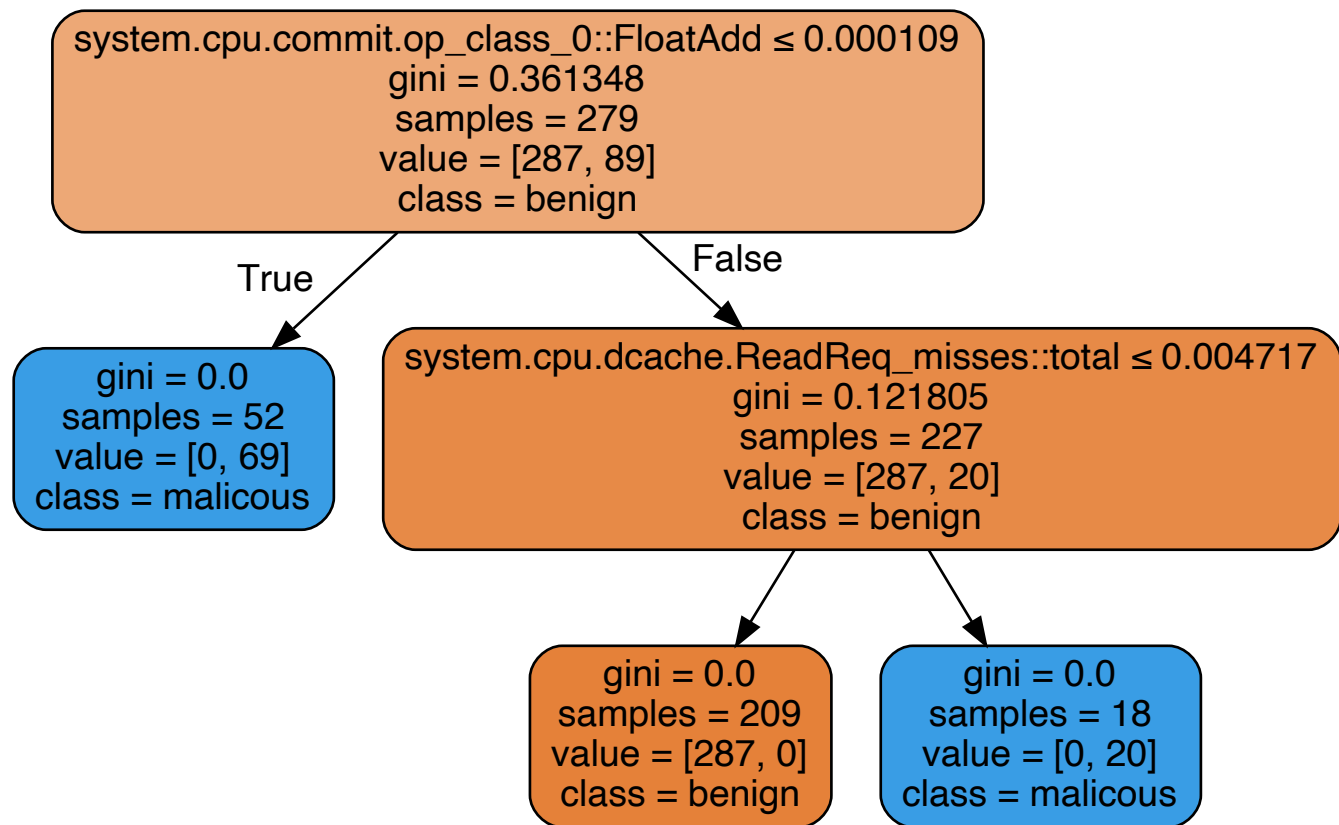 system.cpu.commit.op_class_0::FloatAdd ≤ 0.000109
gini = 0.361348
samples = 279
value = [287, 89]
class = benign
True
False
gini = 0.0
samples = 52
value = [0, 69]
class = malicous
system.cpu.dcache.ReadReq_misses::total ≤ 0.004717
gini = 0.121805
samples = 227
value = [287, 20]
class = benign
gini = 0.0
samples = 209
value = [287, 0]
class = benign
gini = 0.0
samples = 18
value = [0, 20]
class = malicous